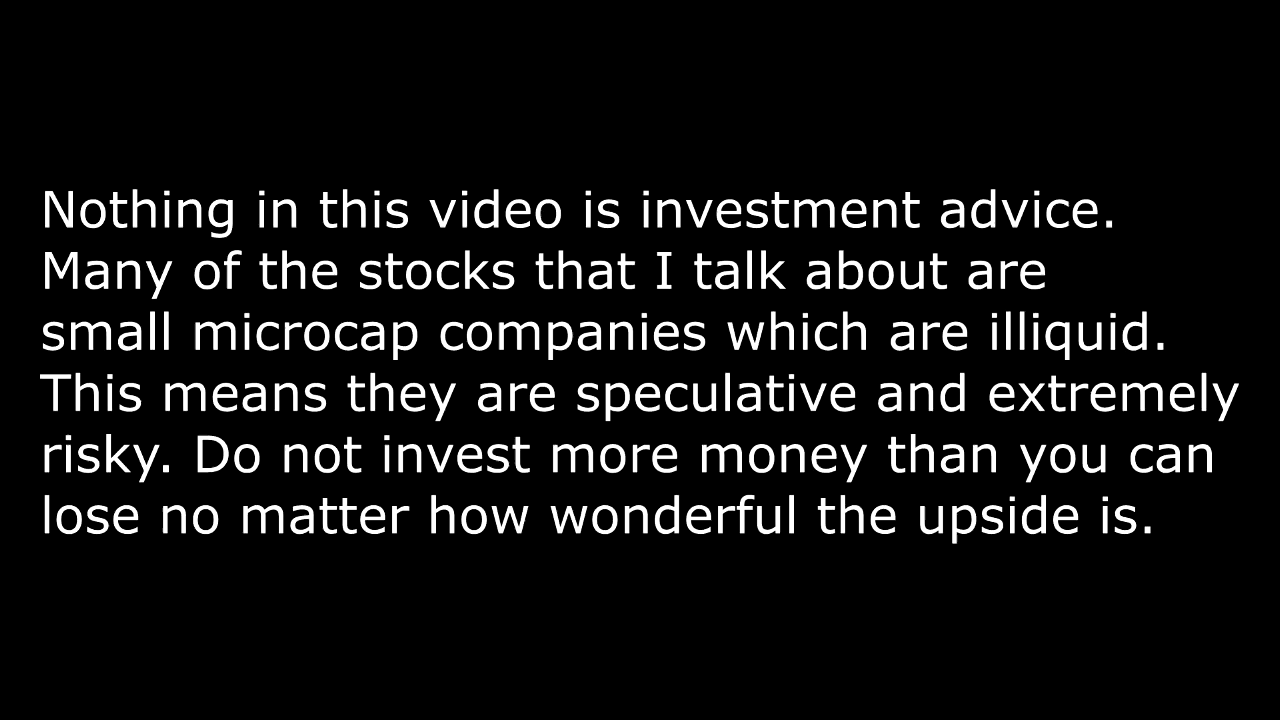 Nothing in this video is investment advice.
Many of the stocks that I talk about are
small microcap companies which are illiquid.
This means they are speculative and extremely
risky. Do not invest more money than you can
lose no matter how wonderful the upside is.